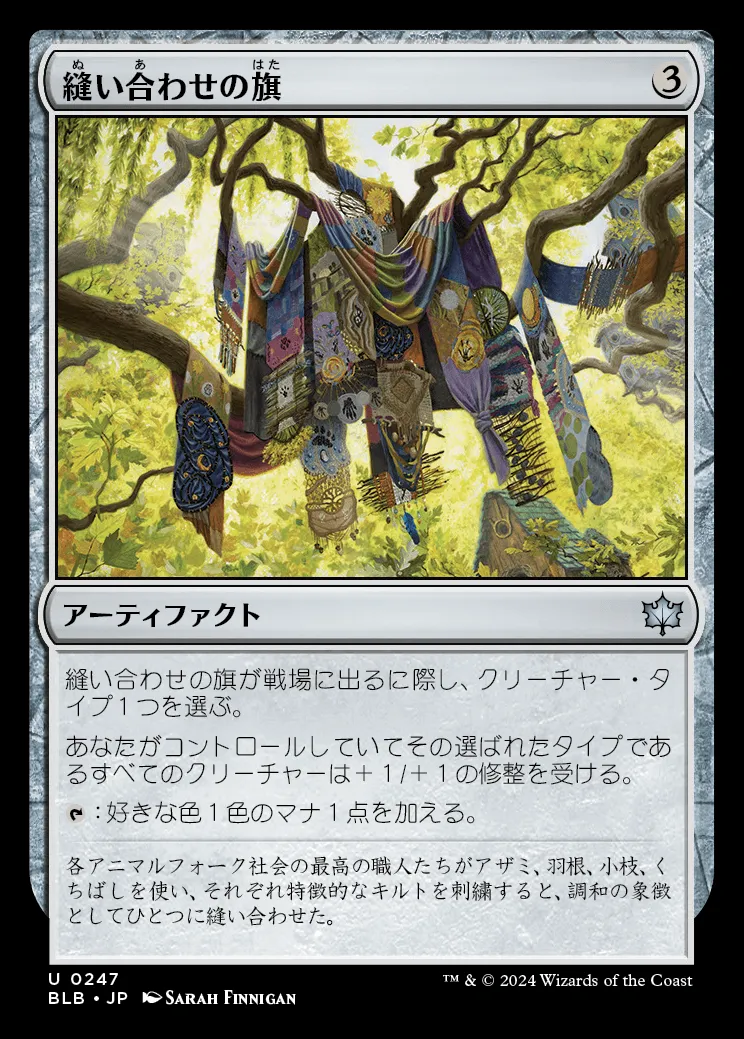 ぬ あ はた
縫い合わせの旗 3
アーティファクト
縫い合わせの旗が戦場に出るに際し、クリーチャー・タ
イプ１つを選ぶ。
あなたがコントロールしていてその選ばれたタイプであ
るすべてのクリーチャーは＋１/＋１の修整を受ける。
：好きな色１色のマナ１点を加える。
各アニマルフォーク社会の最高の職人たちがアザミ、羽根、小枝、く
ちばしを使い、それぞれ特徴的なキルトを刺繍すると、調和の象徴
としてひとつに縫い合わせた。
U 0247
BLB • JP SARAH FINNIGAN
™ & © 2024 Wizards of the Coast